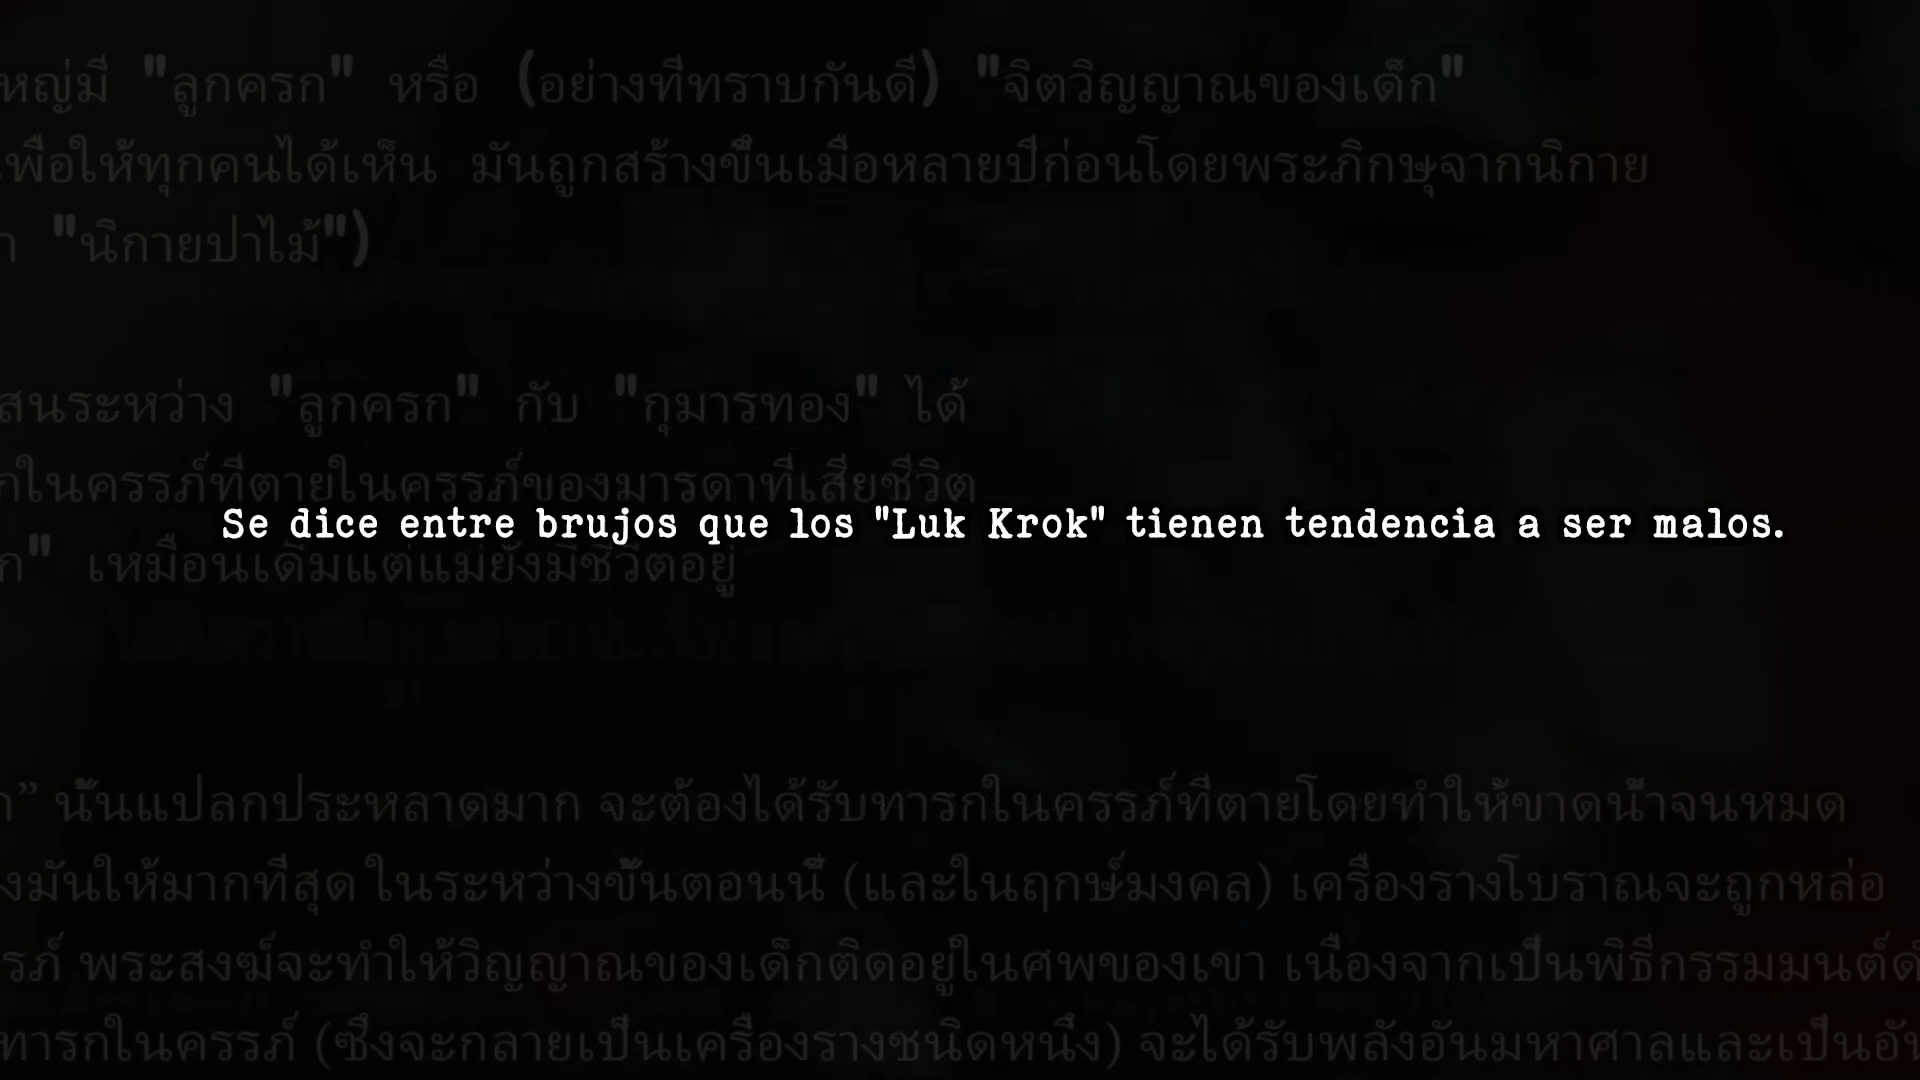 หญ่มี "ลูกครก" หรือ (อย่างที่ทราบกันดี) "จิตวิญญาณของเด็ก"
เพื่อให้ทุกคนได้เห็น มันถูกสร้างขึ้นเมื่อหลายปีก่อนโดยพระภิกษุจากนิกาย
"นิกายป่าไม้")
สนระหว่าง "ลูกครก" กับ "กุมารทอง" ได้
กในครรภ์ที่ตายในครรภ์ของมารดาที่เสียชีวิต
Se dice entre brujos que los "Luk Krok" tienen tendencia a ser malos.
ก" เหมือนเดิมแต่แม่ยังมีชีวิตอยู่
” นั้นแปลกประหลาดมาก จะต้องได้รับทารกในครรภ์ที่ตายโดยทำให้ขาดน้ำจนหมด
งมันให้มากที่สุด ในระหว่างขั้นตอนนี้ (และในฤกษ์มงคล) เครื่องรางโบราณจะถูกหล่อ
รภ์ พระสงฆ์จะทำให้วิญญาณของเด็กติดอยู่ในศพของเขา เนื่องจากเป็นพิธีกรรมมนต์ดำ
ทารกในครรภ์ (ซึ่งจะกลายเป็นเครื่องรางชนิดหนึ่ง) จะได้รับพลังอันมหาศาลและเป็นอัน